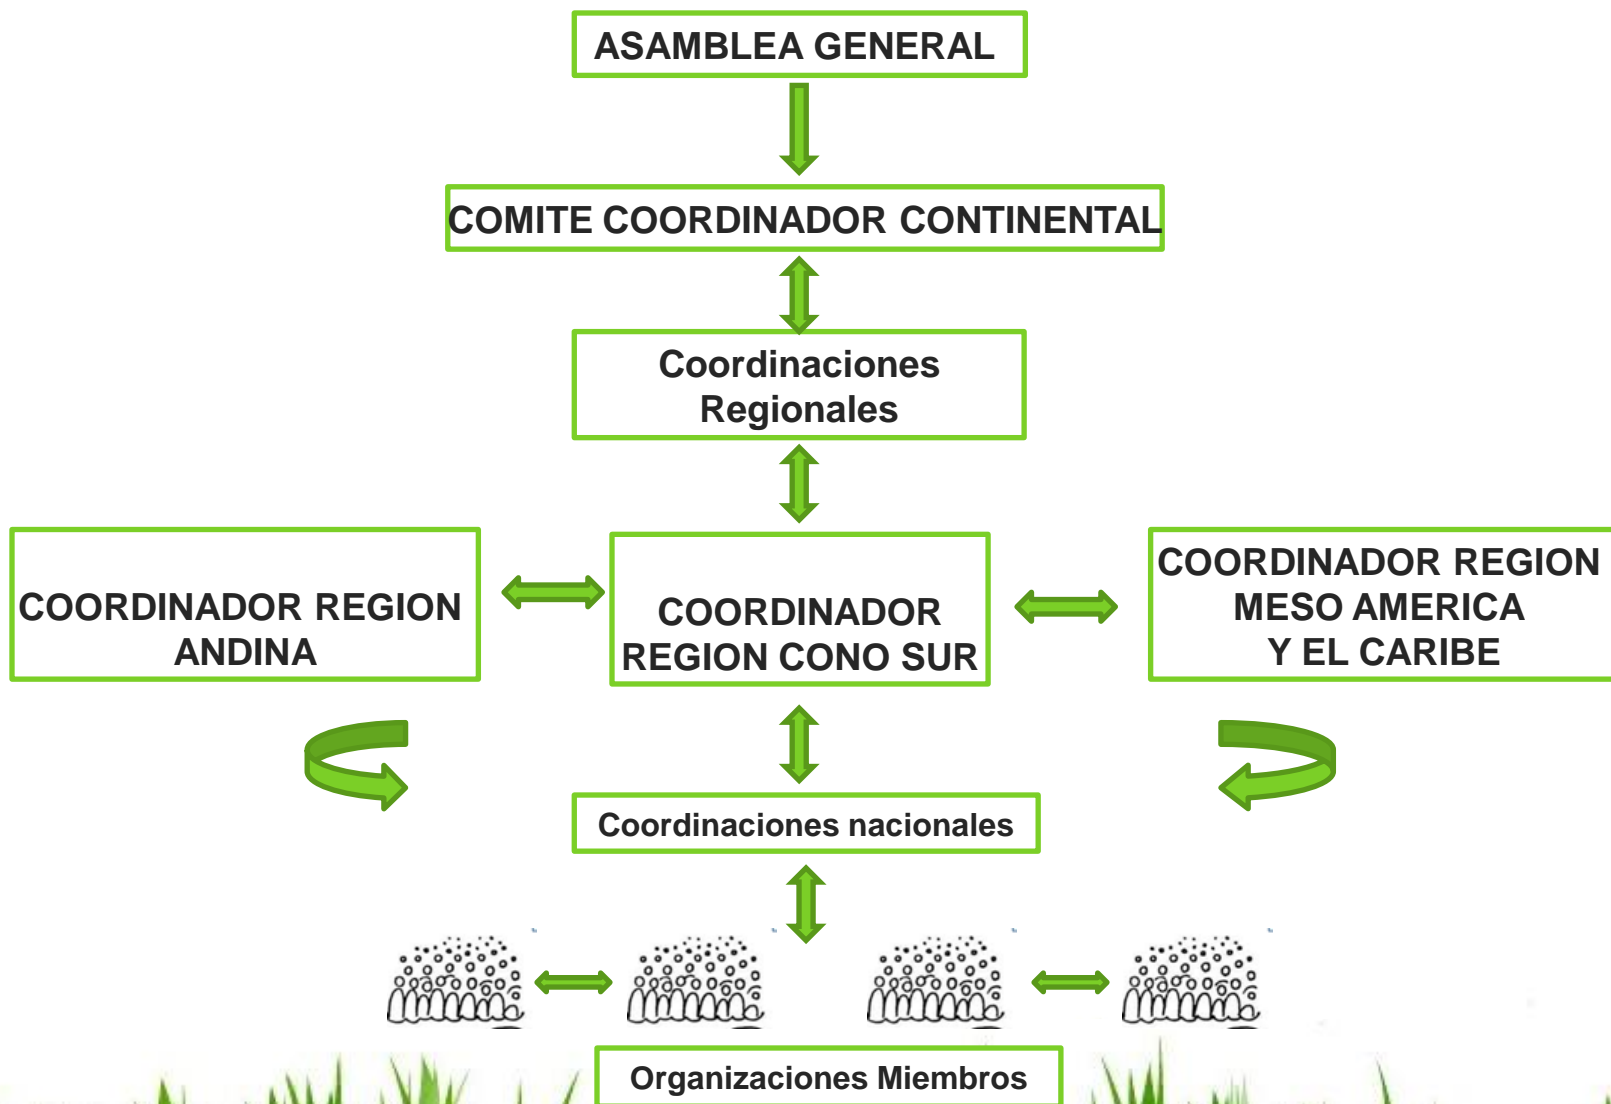 ASAMBLEA GENERAL
COMITE COORDINADOR CONTINENTAL
Coordinaciones
Regionales
COORDINADOR REGION
ANDINA
COORDINADOR
REGION CONO SUR
COORDINADOR REGION
MESO AMERICA
Y EL CARIBE
Coordinaciones nacionales
Organizaciones Miembros